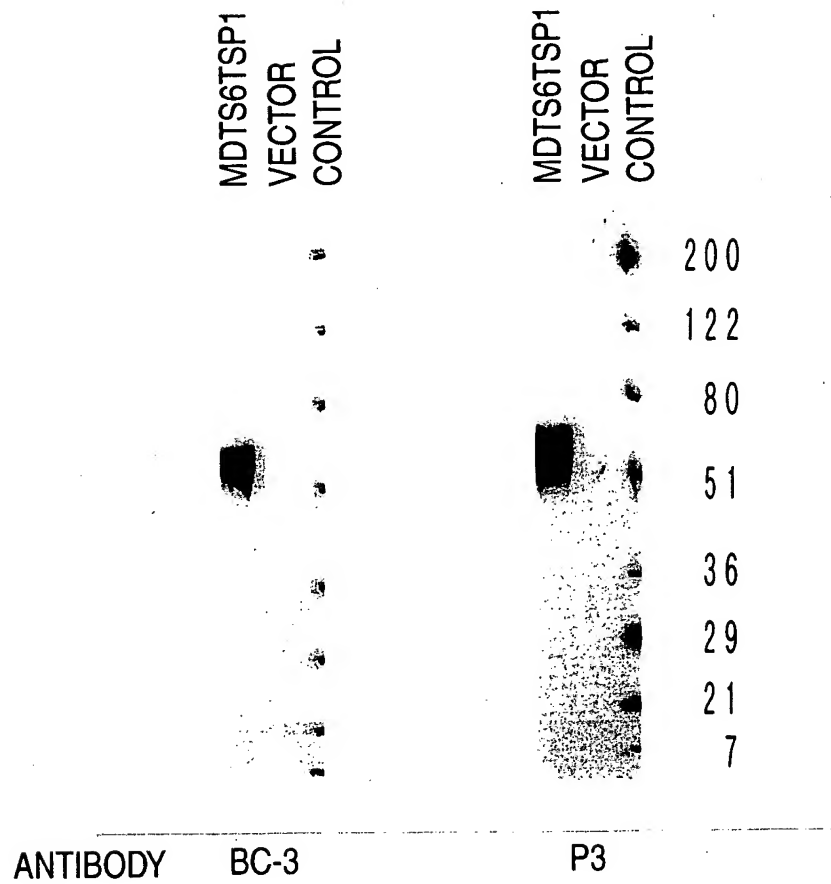 MDTS6TSP1
VECTOR
CONTROL
MDTS6TSP1
VECTOR
CONTROL
200
122
80
51
36
29
21
7
ANTIBODY BC-3 P3